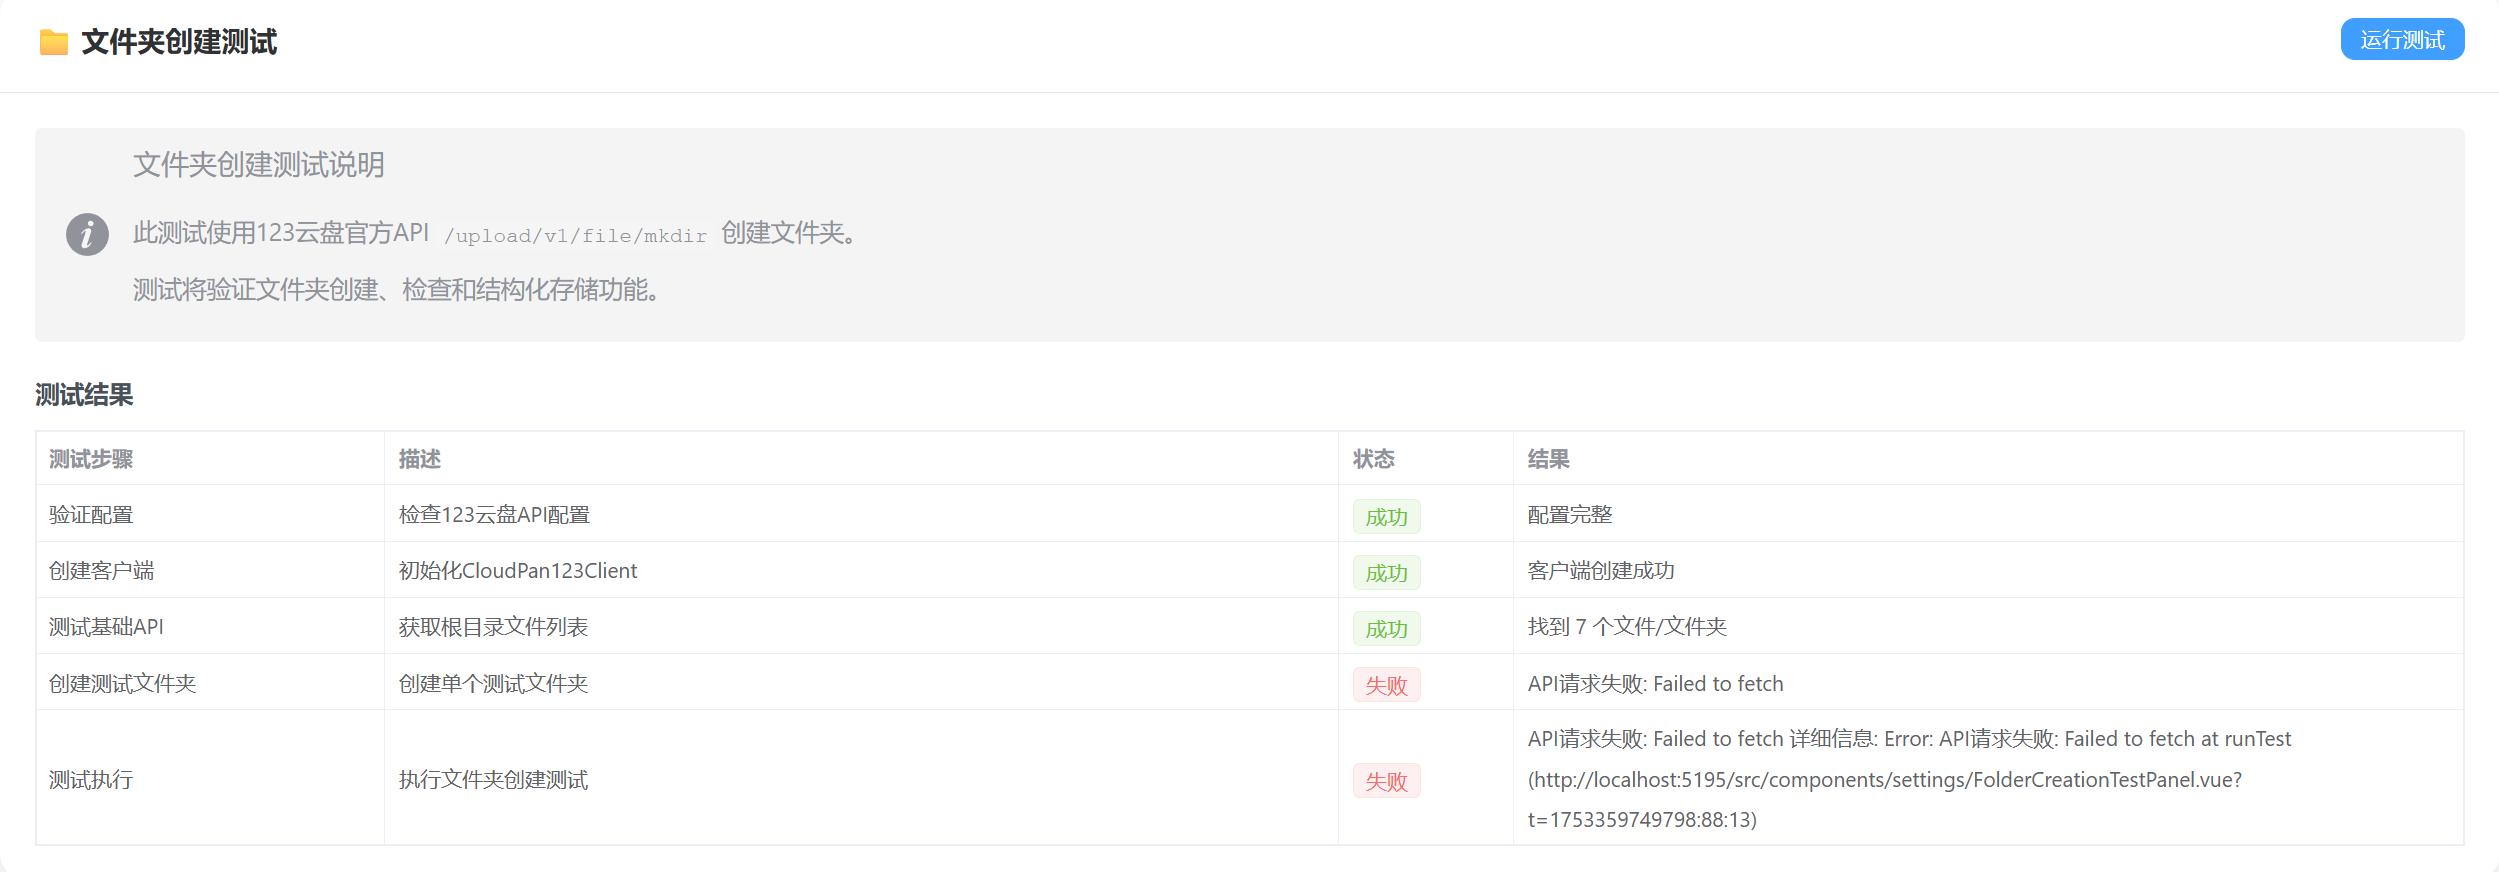 文件夹创建测试
运行测试
文件夹创建测试说明
此测试使用123云盘官方API /upload/v1/file/mkdir 创建文件夹。
测试将验证文件夹创建、检查和结构化存储功能。
测试结果
测试步骤 描述 状态 结果
验证配置 检查123云盘API配置 成功 配置完整
创建客户端 初始化CloudPan123Client 成功 客户端创建成功
测试基础API 获取根目录文件列表 成功 找到 7 个文件/文件夹
创建测试文件夹 创建单个测试文件夹 失败 API请求失败: Failed to fetch
测试执行 执行文件夹创建测试 失败 API请求失败: Failed to fetch 详细信息: Error: API请求失败: Failed to fetch at runTest
(http://localhost:5195/src/components/settings/FolderCreationTestPanel.vue?
t=1753359749798:88:13)